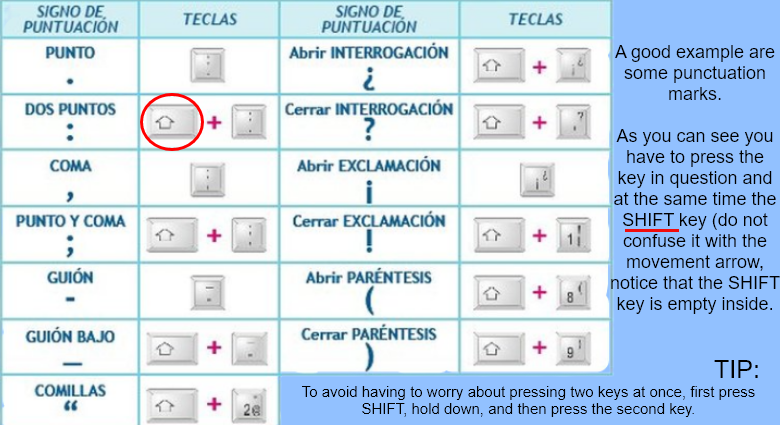 SIGNO DE
PUNTUACIÓN
TECLAS
SIGNO DE
PUNTUACIÓN
TECLAS
PUNTO
.
Abrir INTERROGACIÓN
¿
+
¿
¡
DOS PUNTOS
:
+
Cerrar INTERROGACIÓN
?
+
?
COMA
,
Abrir EXCLAMACIÓN
¡
¿
¡
PUNTO Y COMA
;
+
Cerrar EXCLAMACIÓN
!
+
1!
GUIÓN
-
Abrir PARÉNTESIS
(
+
8 (
GUIÓN BAJO
_
+
Cerrar PARÉNTESIS
)
+
9
COMILLAS
“
+
2@
A good example are
some punctuation
marks.
As you can see you
have to press the
key in question and
at the same time the
SHIFT key (do not
confuse it with the
movement arrow,
notice that the SHIFT
key is empty inside.
TIP:
To avoid having to worry about pressing two keys at once, first press
SHIFT, hold down, and then press the second key.